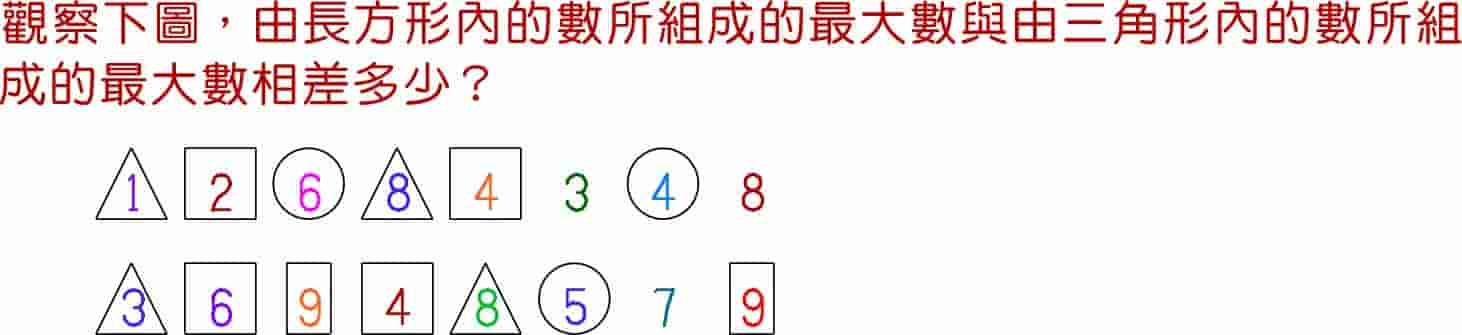 觀察下圖，由長方形內的數所組成的最大數與由三角形內的數所組
成的最大數相差多少？
1 2 6 8 4 3 4 8
3 6 9 4 8 5 7 9